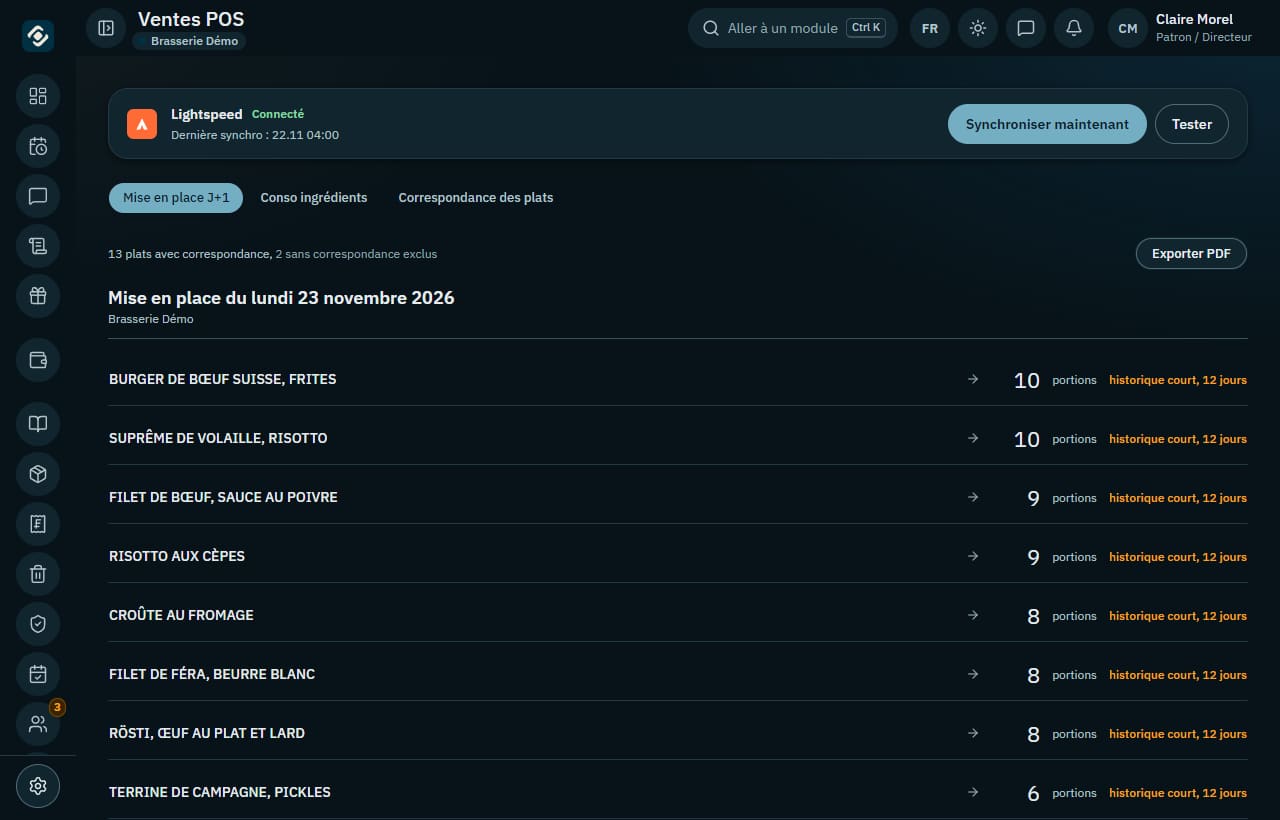 Ventes POS
Brasserie Démo
Aller à un module
Ctrl K
FR
CM
Claire Morel
Patron / Directeur
Lightspeed
Connecté
Dernière synchro : 22.11 04:00
Synchroniser maintenant
Tester
Mise en place J+1
Conso ingrédients
Correspondance des plats
13 plats avec correspondance, 2 sans correspondance exclus
Exporter PDF
Mise en place du lundi 23 novembre 2026
Brasserie Démo
BURGER DE BŒUF SUISSE, FRITES → 10 portions historique court, 12 jours
SUPRÊME DE VOLAILLE, RISOTTO → 10 portions historique court, 12 jours
FILET DE BŒUF, SAUCE AU POIVRE → 9 portions historique court, 12 jours
RISOTTO AUX CÈPES → 9 portions historique court, 12 jours
CROÛTE AU FROMAGE → 8 portions historique court, 12 jours
FILET DE FÉRA, BEURRE BLANC → 8 portions historique court, 12 jours
RÖSTI, ŒUF AU PLAT ET LARD → 8 portions historique court, 12 jours
3
TERRINE DE CAMPAGNE, PICKLES → 6 portions historique court, 12 jours